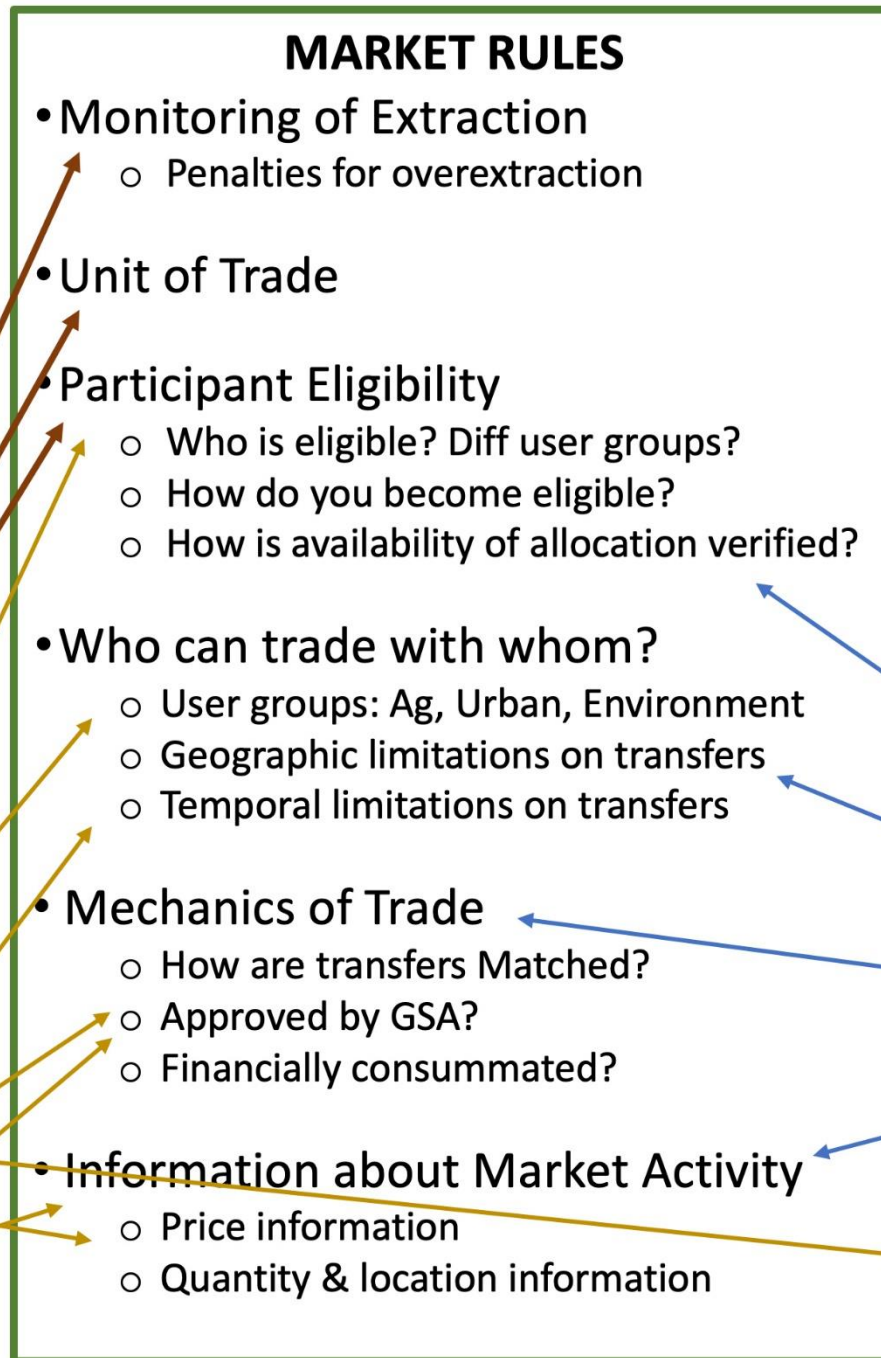 MARKET RULES
• Monitoring of Extraction
o Penalties for overextraction
• Unit of Trade
• Participant Eligibility
o Who is eligible? Diff user groups?
o How do you become eligible?
o How is availability of allocation verified?
• Who can trade with whom?
o User groups: Ag, Urban, Environment
o Geographic limitations on transfers
o Temporal limitations on transfers
• Mechanics of Trade
o How are transfers Matched?
o Approved by GSA?
o Financially consummated?
• Information about Market Activity
o Price information
o Quantity & location information